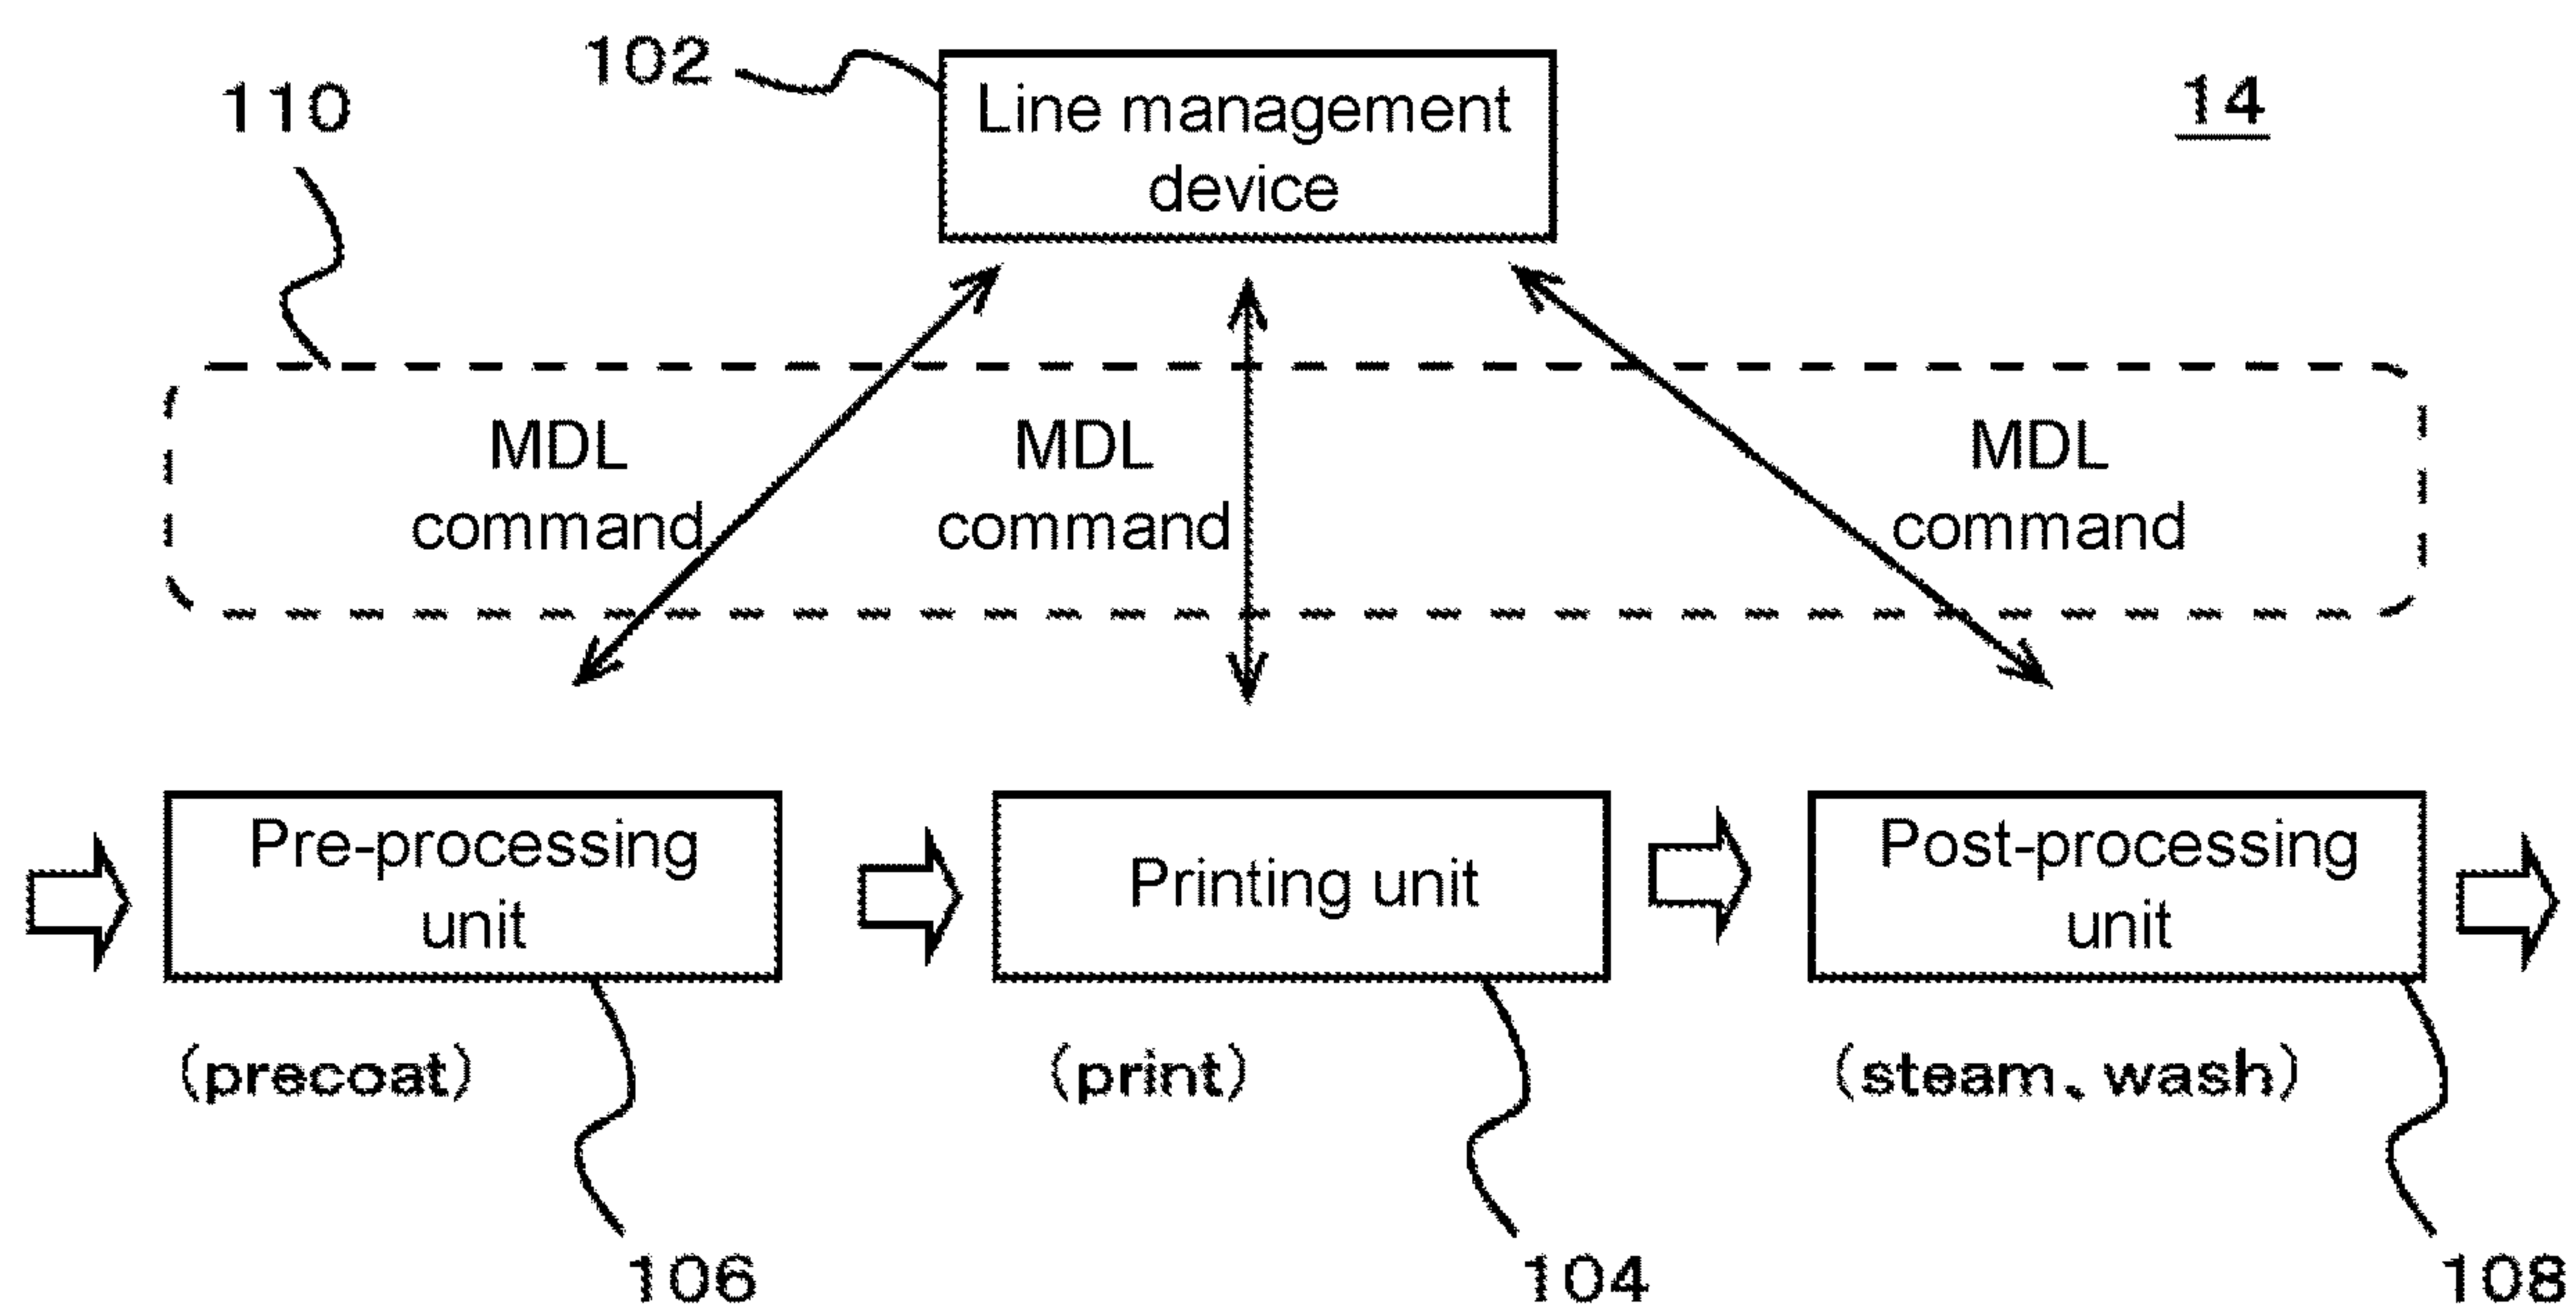 102
Line management
device
14
110
MDL
command
MDL
command
MDL
command
Pre-processing
unit
Printing unit
Post-processing
unit
(precoat)
(print)
(steam、wash)
106
104
108